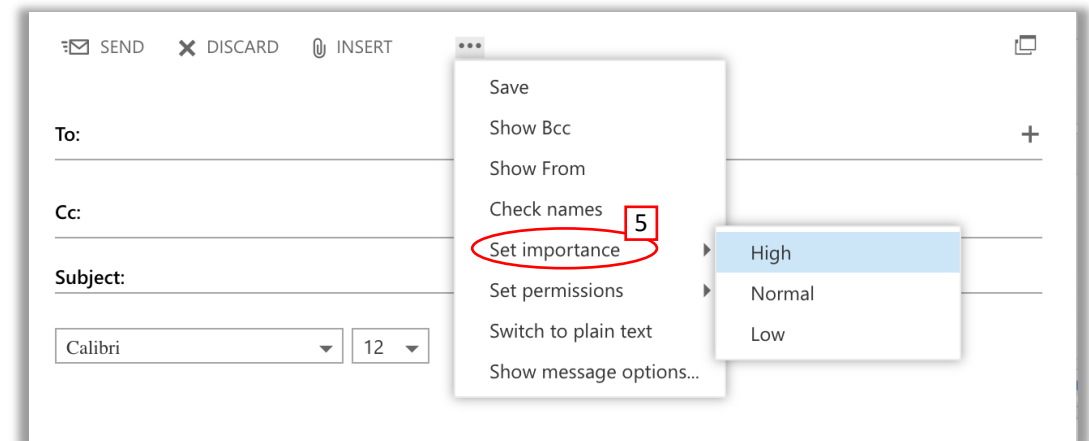 SEND DISCARD INSERT •••
Save
To:
Show Bcc
Show From
Cc:
Check names
5
Set importance
High
Subject:
Set permissions
Normal
Calibri 12
Switch to plain text
Low
Show message options...